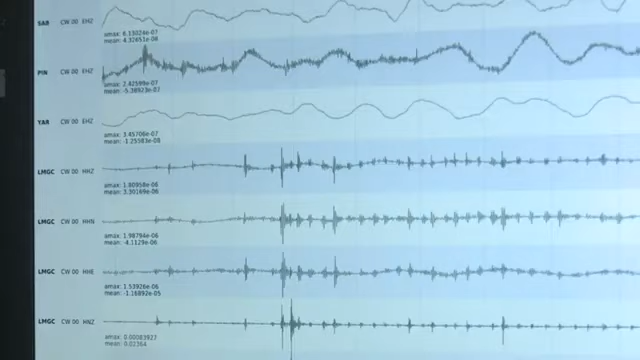 SAB CW 00 EHZ
amax: 6.13024e-07
mean: 4.32651e-08
PIN CW 00 EHZ
amax: 2.42599e-07
mean: -5.38923e-07
YAR CW 00 EHZ
amax: 3.45706e-07
mean: -1.25583e-08
LMGC CW 00 HHZ
amax: 1.80958e-06
mean: 3.30169e-06
LMGC CW 00 HHN
amax: 1.98794e-06
mean: -4.1129e-06
LMGC CW 00 HHE
amax: 1.53926e-06
mean: -1.16892e-05
LMGC CW 00 HNZ
amax: 0.00083927
mean: 0.02364